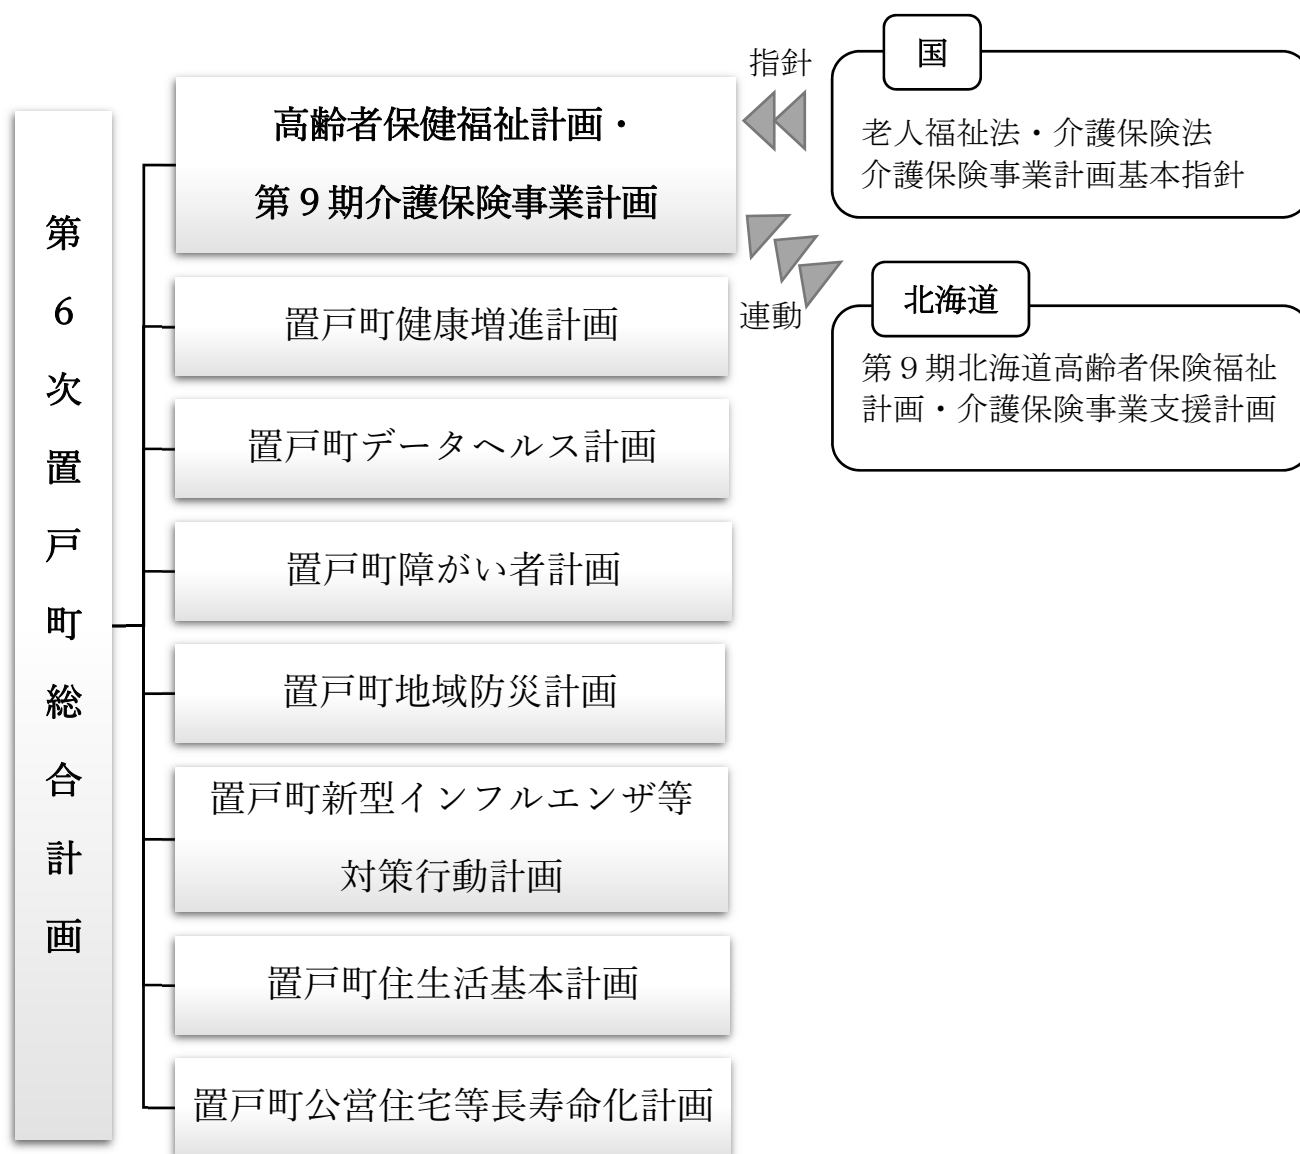 第６次置戸町総合計画
高齢者保健福祉計画・
第９期介護保険事業計画
置戸町健康増進計画
置戸町データヘルス計画
置戸町障がい者計画
置戸町地域防災計画
置戸町新型インフルエンザ等
対策行動計画
置戸町住生活基本計画
置戸町公営住宅等長寿命化計画
指針
国
老人福祉法・介護保険法
介護保険事業計画基本指針
連動
北海道
第９期北海道高齢者保険福祉
計画・介護保険事業支援計画